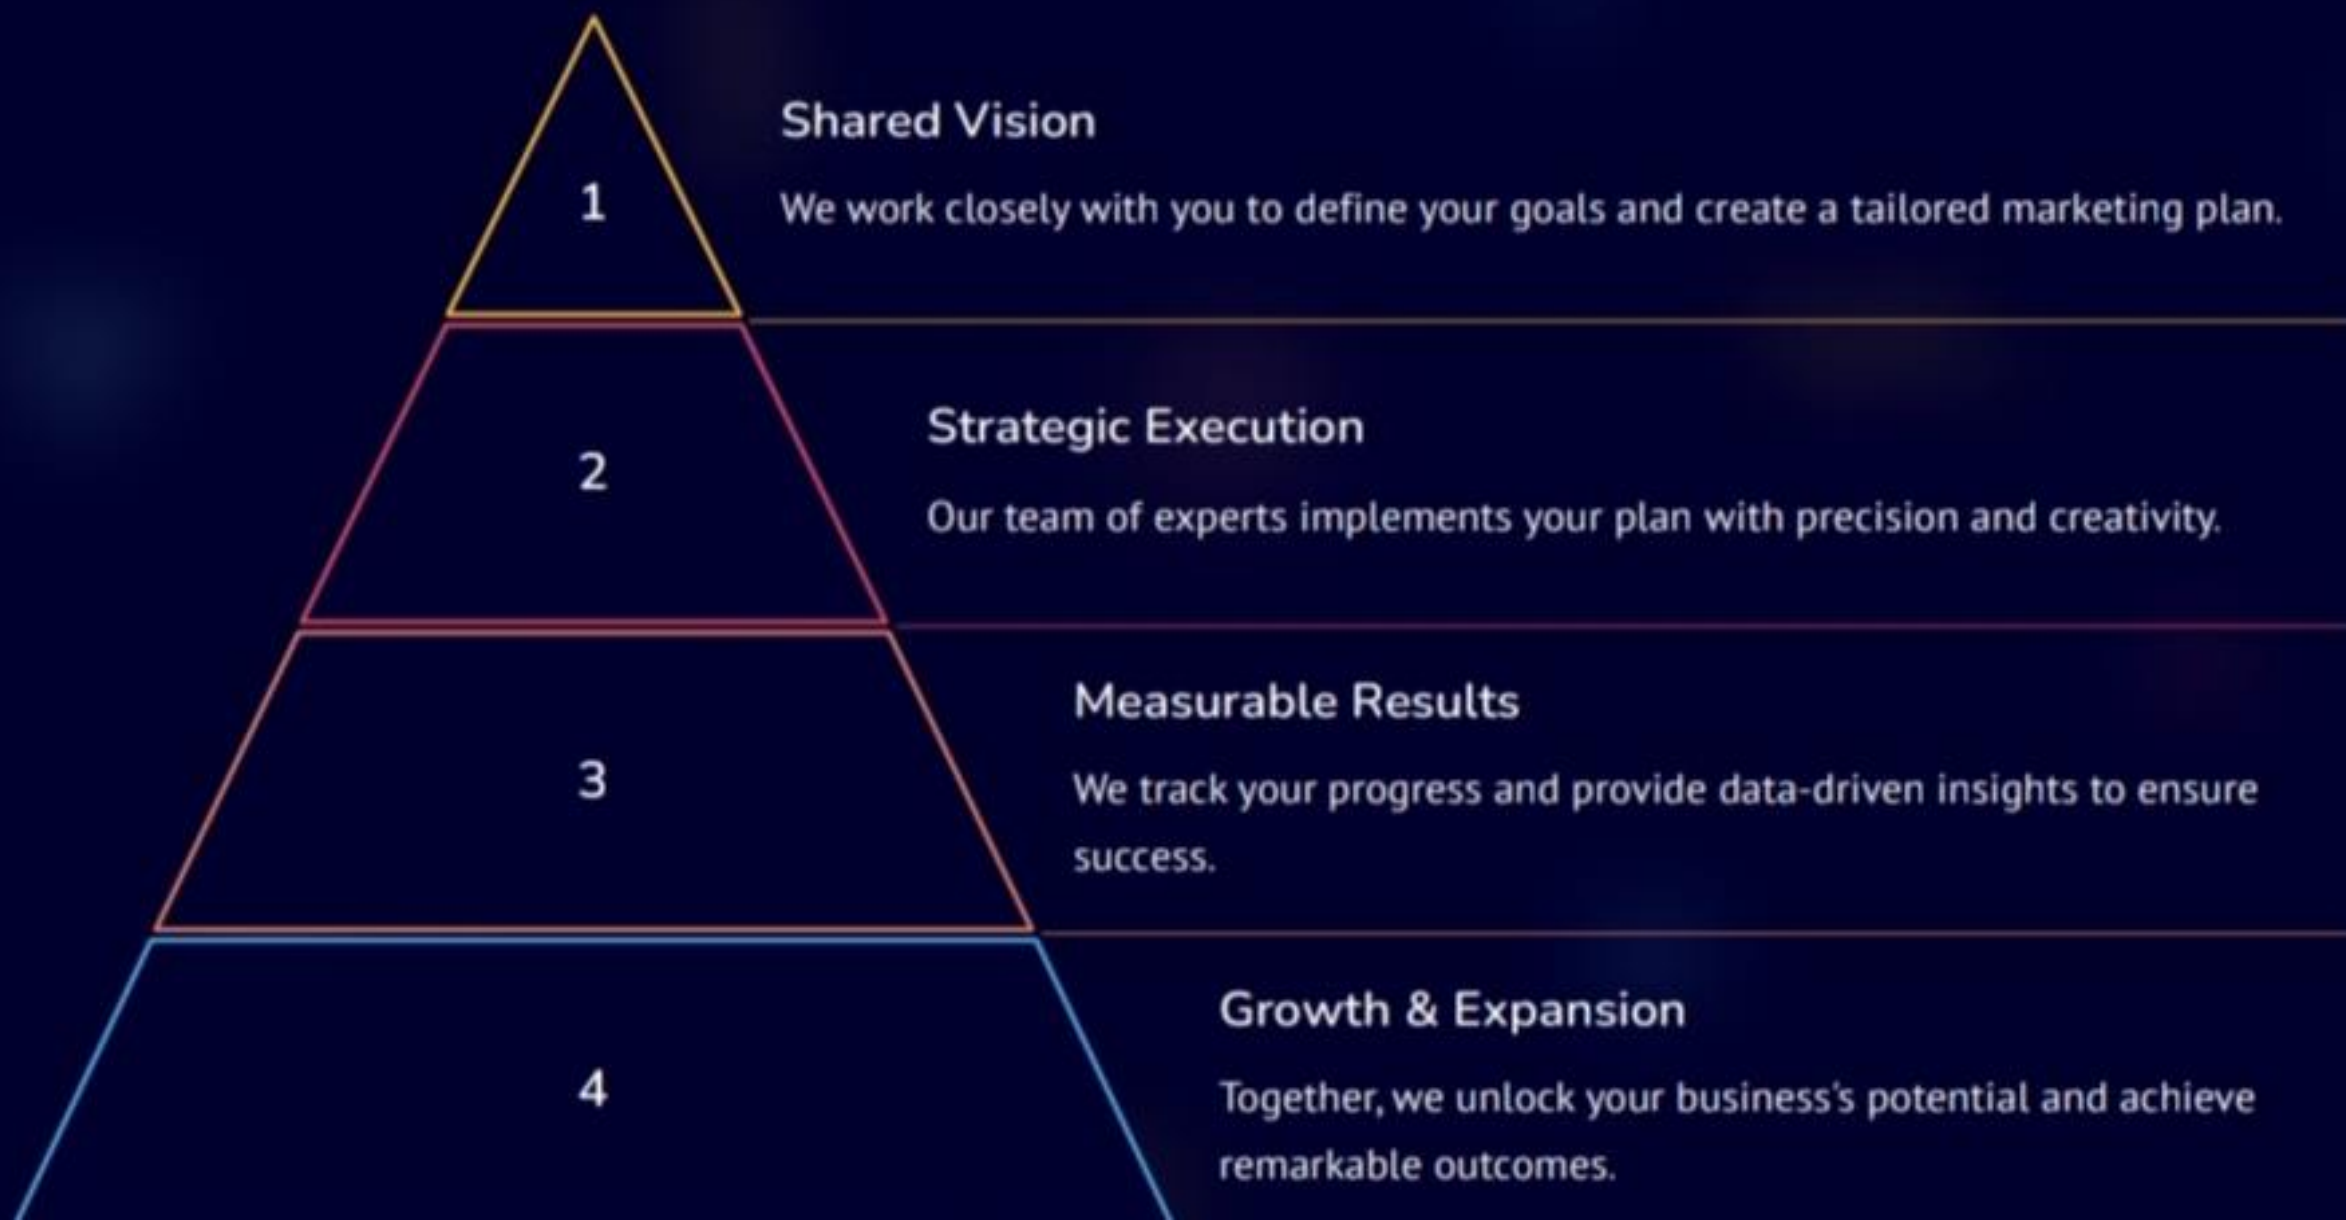 1
Shared Vision
We work closely with you to define your goals and create a tailored marketing plan.
2
Strategic Execution
Our team of experts implements your plan with precision and creativity.
3
Measurable Results
We track your progress and provide data-driven insights to ensure
success.
4
Growth & Expansion
Together, we unlock your business's potential and achieve
remarkable outcomes.